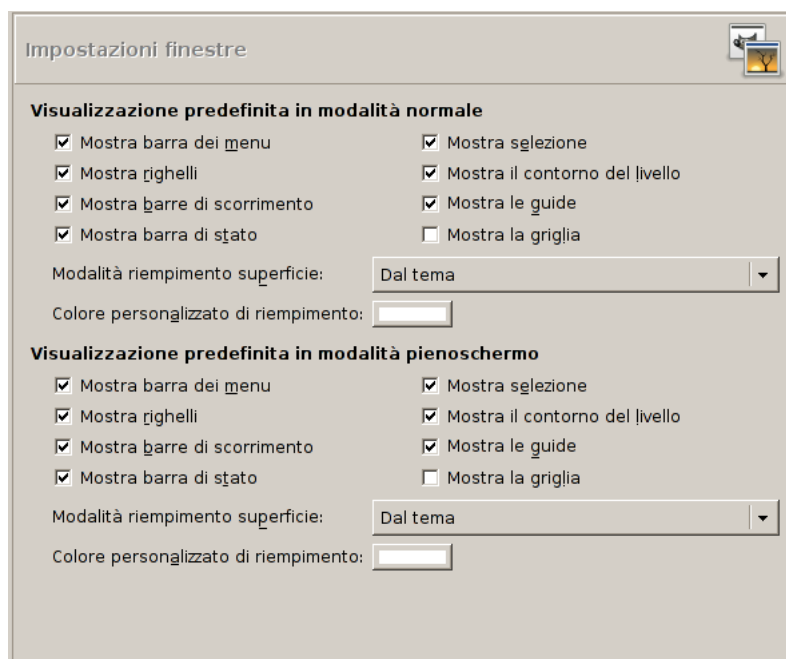 Impostazioni finestre
Visualizzazione predefinita in modalità normale
Mostra barra dei menu
Mostra selezione
Mostra righelli
Mostra il contorno del livello
Mostra barre di scorrimento
Mostra le guide
Mostra barra di stato
Mostra la griglia
Modalità riempimento superficie: Dal tema
Colore personalizzato di riempimento:
Visualizzazione predefinita in modalità pienoschermo
Mostra barra dei menu
Mostra selezione
Mostra righelli
Mostra il contorno del livello
Mostra barre di scorrimento
Mostra le guide
Mostra barra di stato
Mostra la griglia
Modalità riempimento superficie: Dal tema
Colore personalizzato di riempimento: